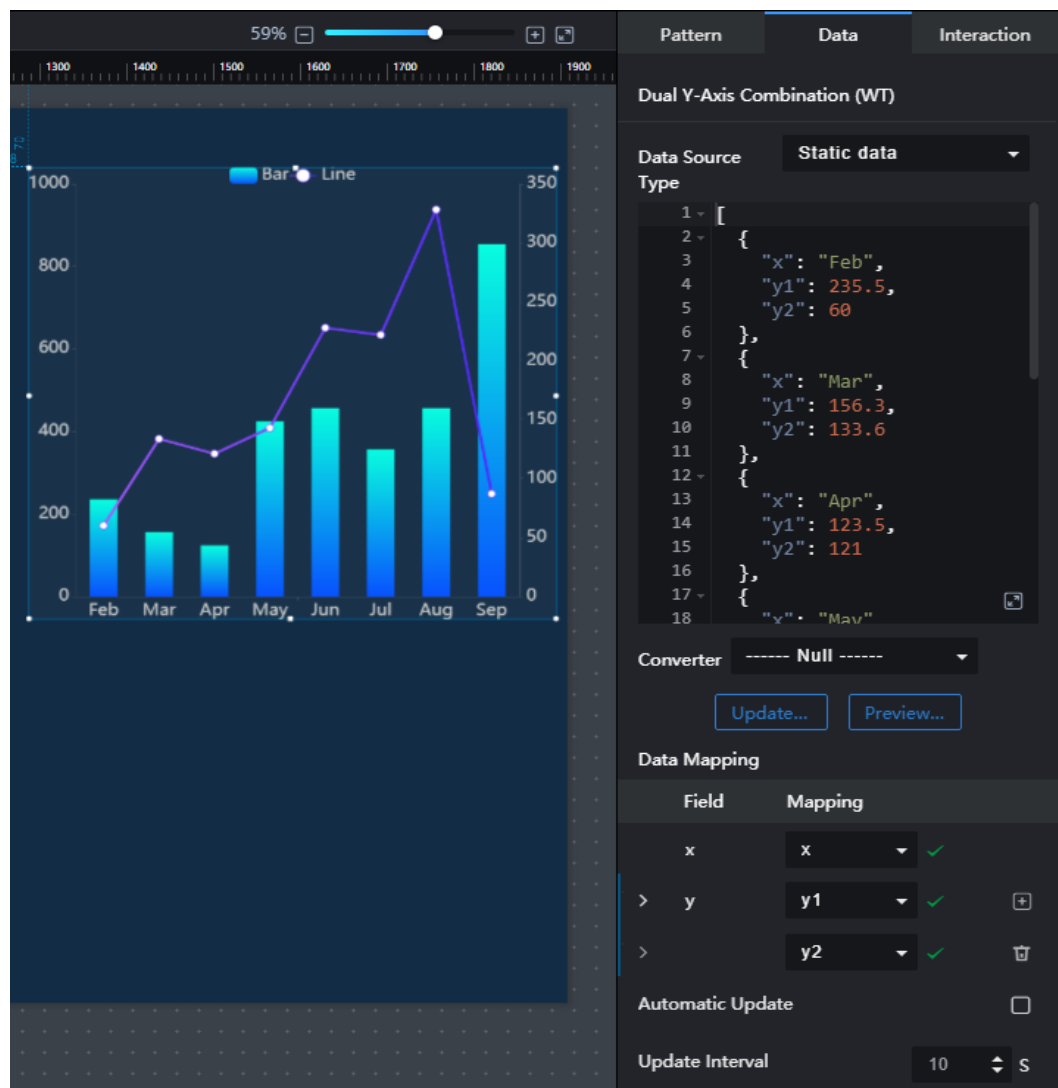 59%
Pattern Data Interaction
1300 1400 1500 1600 1700 1800 1900
Dual Y-Axis Combination (WT)
Data Source Type
Static data
Bar Line
1000
800
600
400
200
0
350
300
250
200
150
100
50
0
Feb Mar Apr May Jun Jul Aug Sep
1 [
2 {
3 "x": "Feb",
4 "y1": 235.5,
5 "y2": 60
6 },
7 {
8 "x": "Mar",
9 "y1": 156.3,
10 "y2": 133.6
11 },
12 {
13 "x": "Apr",
14 "y1": 123.5,
15 "y2": 121
16 },
17 {
18 "x": "May"
Converter ------ Null ------
Update... Preview...
Data Mapping
Field Mapping
x x
y y1
y2
Automatic Update
Update Interval 10 S